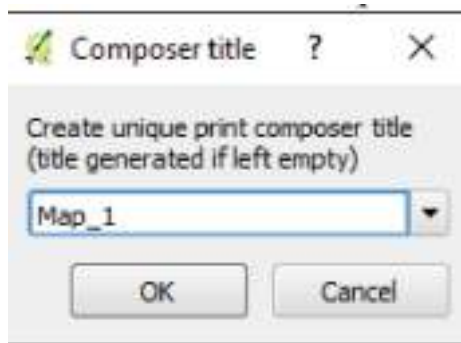 Composer title ?
Create unique print composer title
(title generated if left empty)
Map_1
OK Cancel